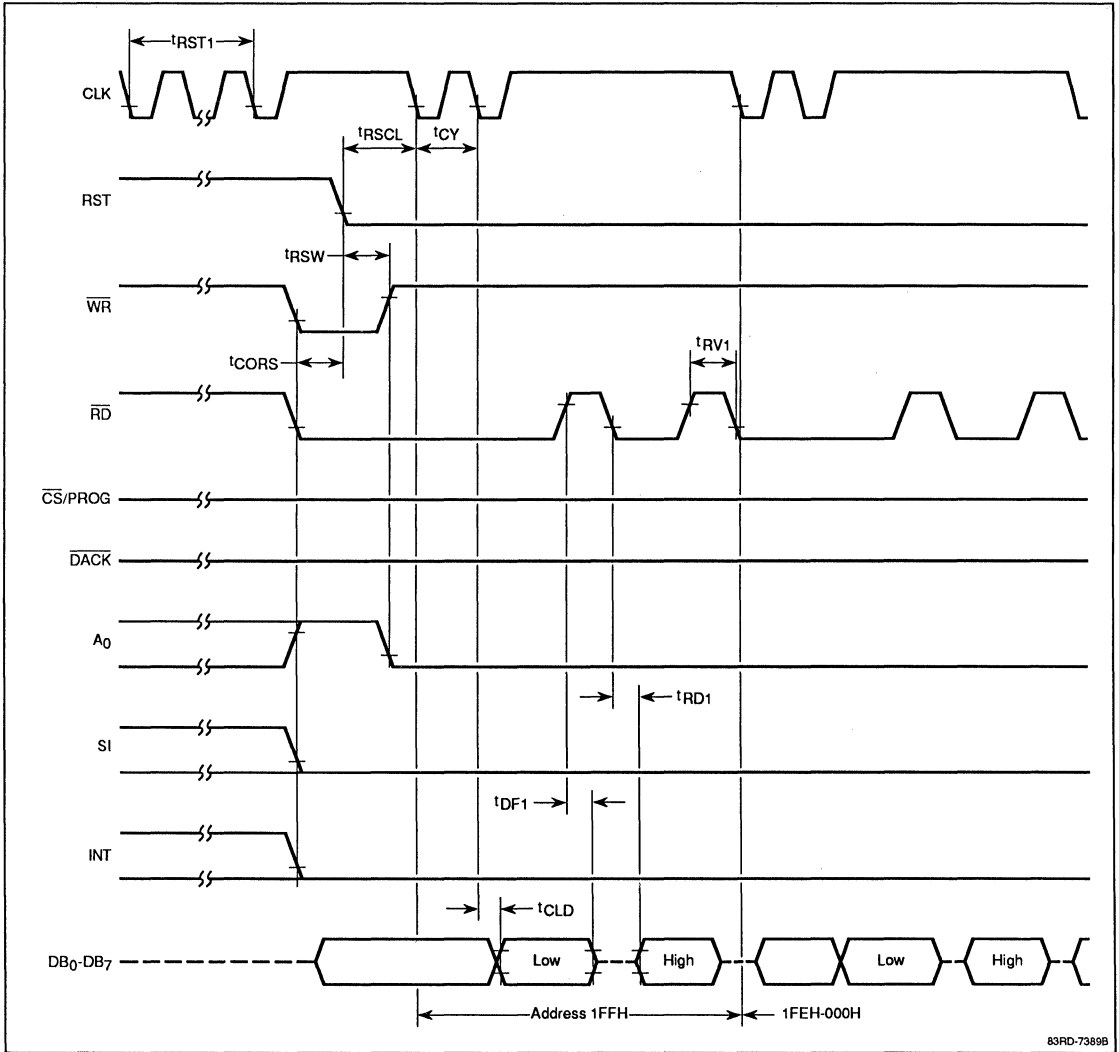 tRST1
CLK
tRSCL
tCY
RST
tRSW
WR
tRV1
tCORS
RD
CS/PROG
DACK
A0
tRD1
SI
tDF1
INT
tCLD
DB0-DB7
Low
High
Low
High
Address 1FFH
1FEH-000H
83RD-7389B